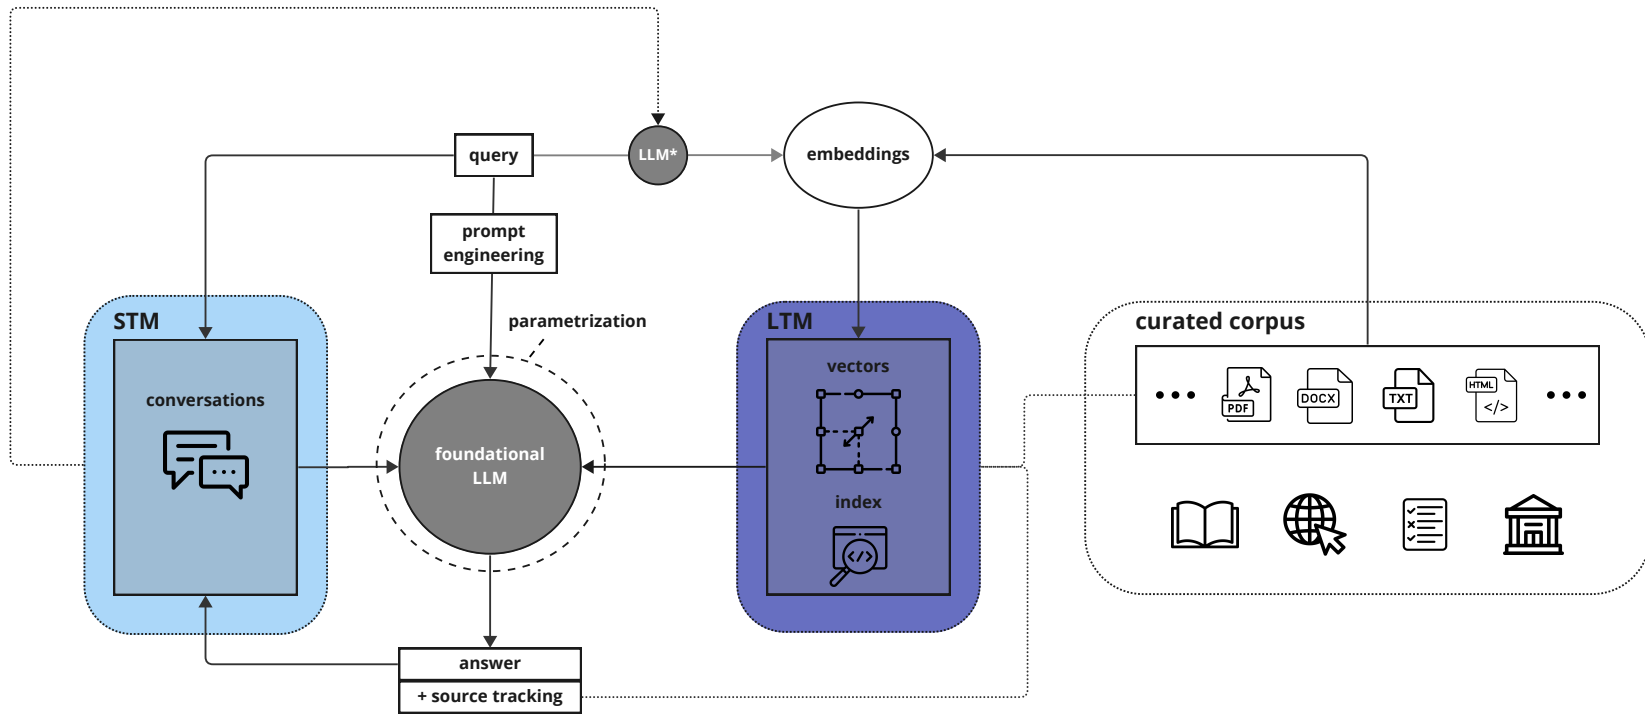 query
LLM*
embeddings
prompt
engineering
parametrization
STM
conversations
foundational
LLM
LTM
vectors
index
curated corpus
PDF
DOCX
TXT
HTML
</>
</>
answer
+ source tracking